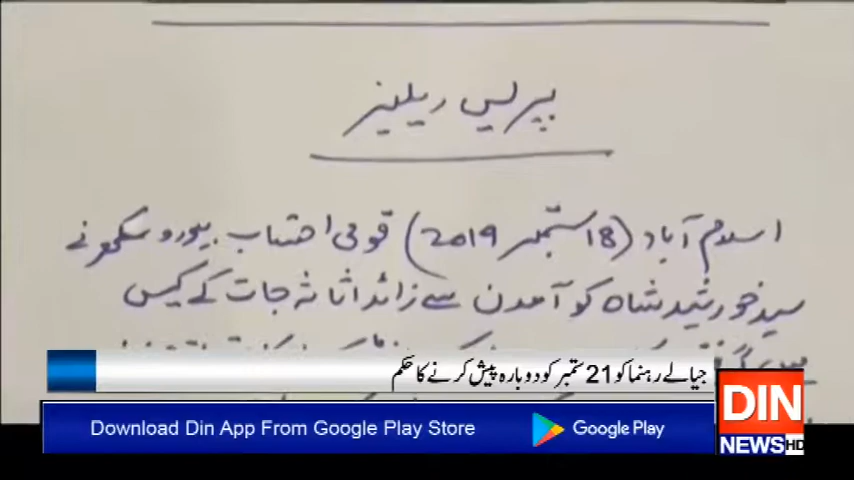 پریس ریلیز
اسلام آباد (18 ستمبر 2019) قومی احتساب بیورو سکھر نے
سید خورشید شاہ کو آمدن سے زائد اثاثہ جات کے کیس
جیالے رہنما کو 21 ستمبر کو دوبارہ پیش کرنے کا حکم
Download Din App From Google Play Store
Google Play
DIN
NEWS HD